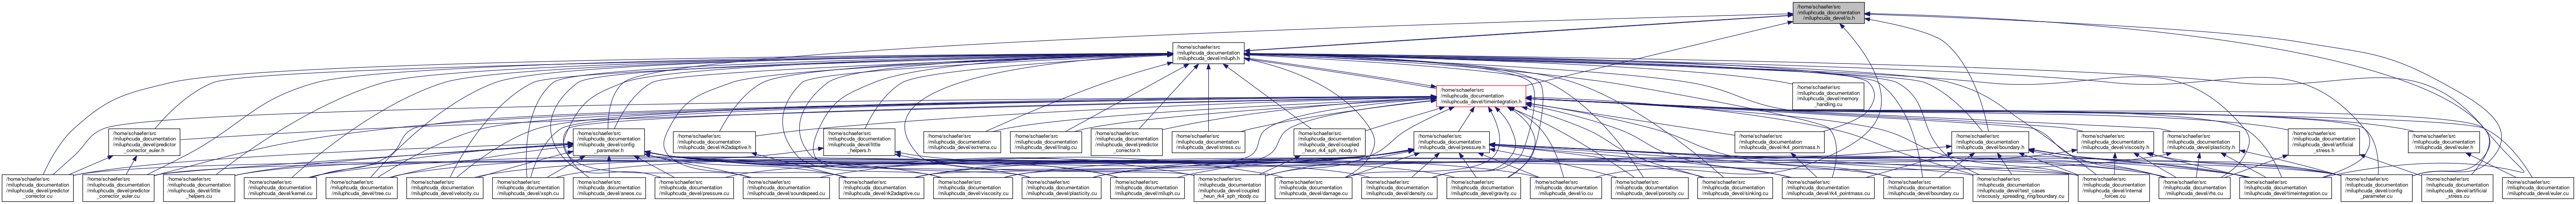 /home/schaefer/src
/miluphcuda_documentation
/miluphcuda_devel/io.h
/home/schaefer/src
/miluphcuda_documentation
/miluphcuda_devel/miluph.h
/home/schaefer/src
/miluphcuda_documentation
/miluphcuda_devel/timeintegration.h
/home/schaefer/src
/miluphcuda_documentation
/miluphcuda_devel/memory
_handling.cu
/home/schaefer/src
/miluphcuda_documentation
/miluphcuda_devel/predictor
_corrector_euler.h
/home/schaefer/src
/miluphcuda_documentation
/miluphcuda_devel/config
_parameter.h
/home/schaefer/src
/miluphcuda_documentation
/miluphcuda_devel/rk2adaptive.h
/home/schaefer/src
/miluphcuda_documentation
/miluphcuda_devel/little
_helpers.h
/home/schaefer/src
/miluphcuda_documentation
/miluphcuda_devel/extrema.cu
/home/schaefer/src
/miluphcuda_documentation
/miluphcuda_devel/linalg.cu
/home/schaefer/src
/miluphcuda_documentation
/miluphcuda_devel/predictor
_corrector.h
/home/schaefer/src
/miluphcuda_documentation
/miluphcuda_devel/stress.cu
/home/schaefer/src
/miluphcuda_documentation
/miluphcuda_devel/coupled
_heun_rk4_sph_nbody.h
/home/schaefer/src
/miluphcuda_documentation
/miluphcuda_devel/pressure.h
/home/schaefer/src
/miluphcuda_documentation
/miluphcuda_devel/rk4_pointmass.h
/home/schaefer/src
/miluphcuda_documentation
/miluphcuda_devel/boundary.h
/home/schaefer/src
/miluphcuda_documentation
/miluphcuda_devel/viscosity.h
/home/schaefer/src
/miluphcuda_documentation
/miluphcuda_devel/plasticity.h
/home/schaefer/src
/miluphcuda_documentation
/miluphcuda_devel/artificial
_stress.h
/home/schaefer/src
/miluphcuda_documentation
/miluphcuda_devel/euler.h
/home/schaefer/src
/miluphcuda_documentation
/miluphcuda_devel/predictor
_corrector.cu
/home/schaefer/src
/miluphcuda_documentation
/miluphcuda_devel/predictor
_corrector_euler.cu
/home/schaefer/src
/miluphcuda_documentation
/miluphcuda_devel/little
_helpers.cu
/home/schaefer/src
/miluphcuda_documentation
/miluphcuda_devel/kernel.cu
/home/schaefer/src
/miluphcuda_documentation
/miluphcuda_devel/tree.cu
/home/schaefer/src
/miluphcuda_documentation
/miluphcuda_devel/velocity.cu
/home/schaefer/src
/miluphcuda_documentation
/miluphcuda_devel/xsph.cu
/home/schaefer/src
/miluphcuda_documentation
/miluphcuda_devel/aneos.cu
/home/schaefer/src
/miluphcuda_documentation
/miluphcuda_devel/pressure.cu
/home/schaefer/src
/miluphcuda_documentation
/miluphcuda_devel/soundspeed.cu
/home/schaefer/src
/miluphcuda_documentation
/miluphcuda_devel/rk2adaptive.cu
/home/schaefer/src
/miluphcuda_documentation
/miluphcuda_devel/viscosity.cu
/home/schaefer/src
/miluphcuda_documentation
/miluphcuda_devel/plasticity.cu
/home/schaefer/src
/miluphcuda_documentation
/miluphcuda_devel/miluph.cu
/home/schaefer/src
/miluphcuda_documentation
/miluphcuda_devel/coupled
_heun_rk4_sph_nbody.cu
/home/schaefer/src
/miluphcuda_documentation
/miluphcuda_devel/damage.cu
/home/schaefer/src
/miluphcuda_documentation
/miluphcuda_devel/density.cu
/home/schaefer/src
/miluphcuda_documentation
/miluphcuda_devel/gravity.cu
/home/schaefer/src
/miluphcuda_documentation
/miluphcuda_devel/io.cu
/home/schaefer/src
/miluphcuda_documentation
/miluphcuda_devel/porosity.cu
/home/schaefer/src
/miluphcuda_documentation
/miluphcuda_devel/sinking.cu
/home/schaefer/src
/miluphcuda_documentation
/miluphcuda_devel/rk4_pointmass.cu
/home/schaefer/src
/miluphcuda_documentation
/miluphcuda_devel/boundary.cu
/home/schaefer/src
/miluphcuda_documentation
/miluphcuda_devel/test_cases
/viscously_spreading_ring/boundary.cu
/home/schaefer/src
/miluphcuda_documentation
/miluphcuda_devel/internal
_forces.cu
/home/schaefer/src
/miluphcuda_documentation
/miluphcuda_devel/rhs.cu
/home/schaefer/src
/miluphcuda_documentation
/miluphcuda_devel/timeintegration.cu
/home/schaefer/src
/miluphcuda_documentation
/miluphcuda_devel/config
_parameter.cu
/home/schaefer/src
/miluphcuda_documentation
/miluphcuda_devel/artificial
_stress.cu
/home/schaefer/src
/miluphcuda_documentation
/miluphcuda_devel/euler.cu